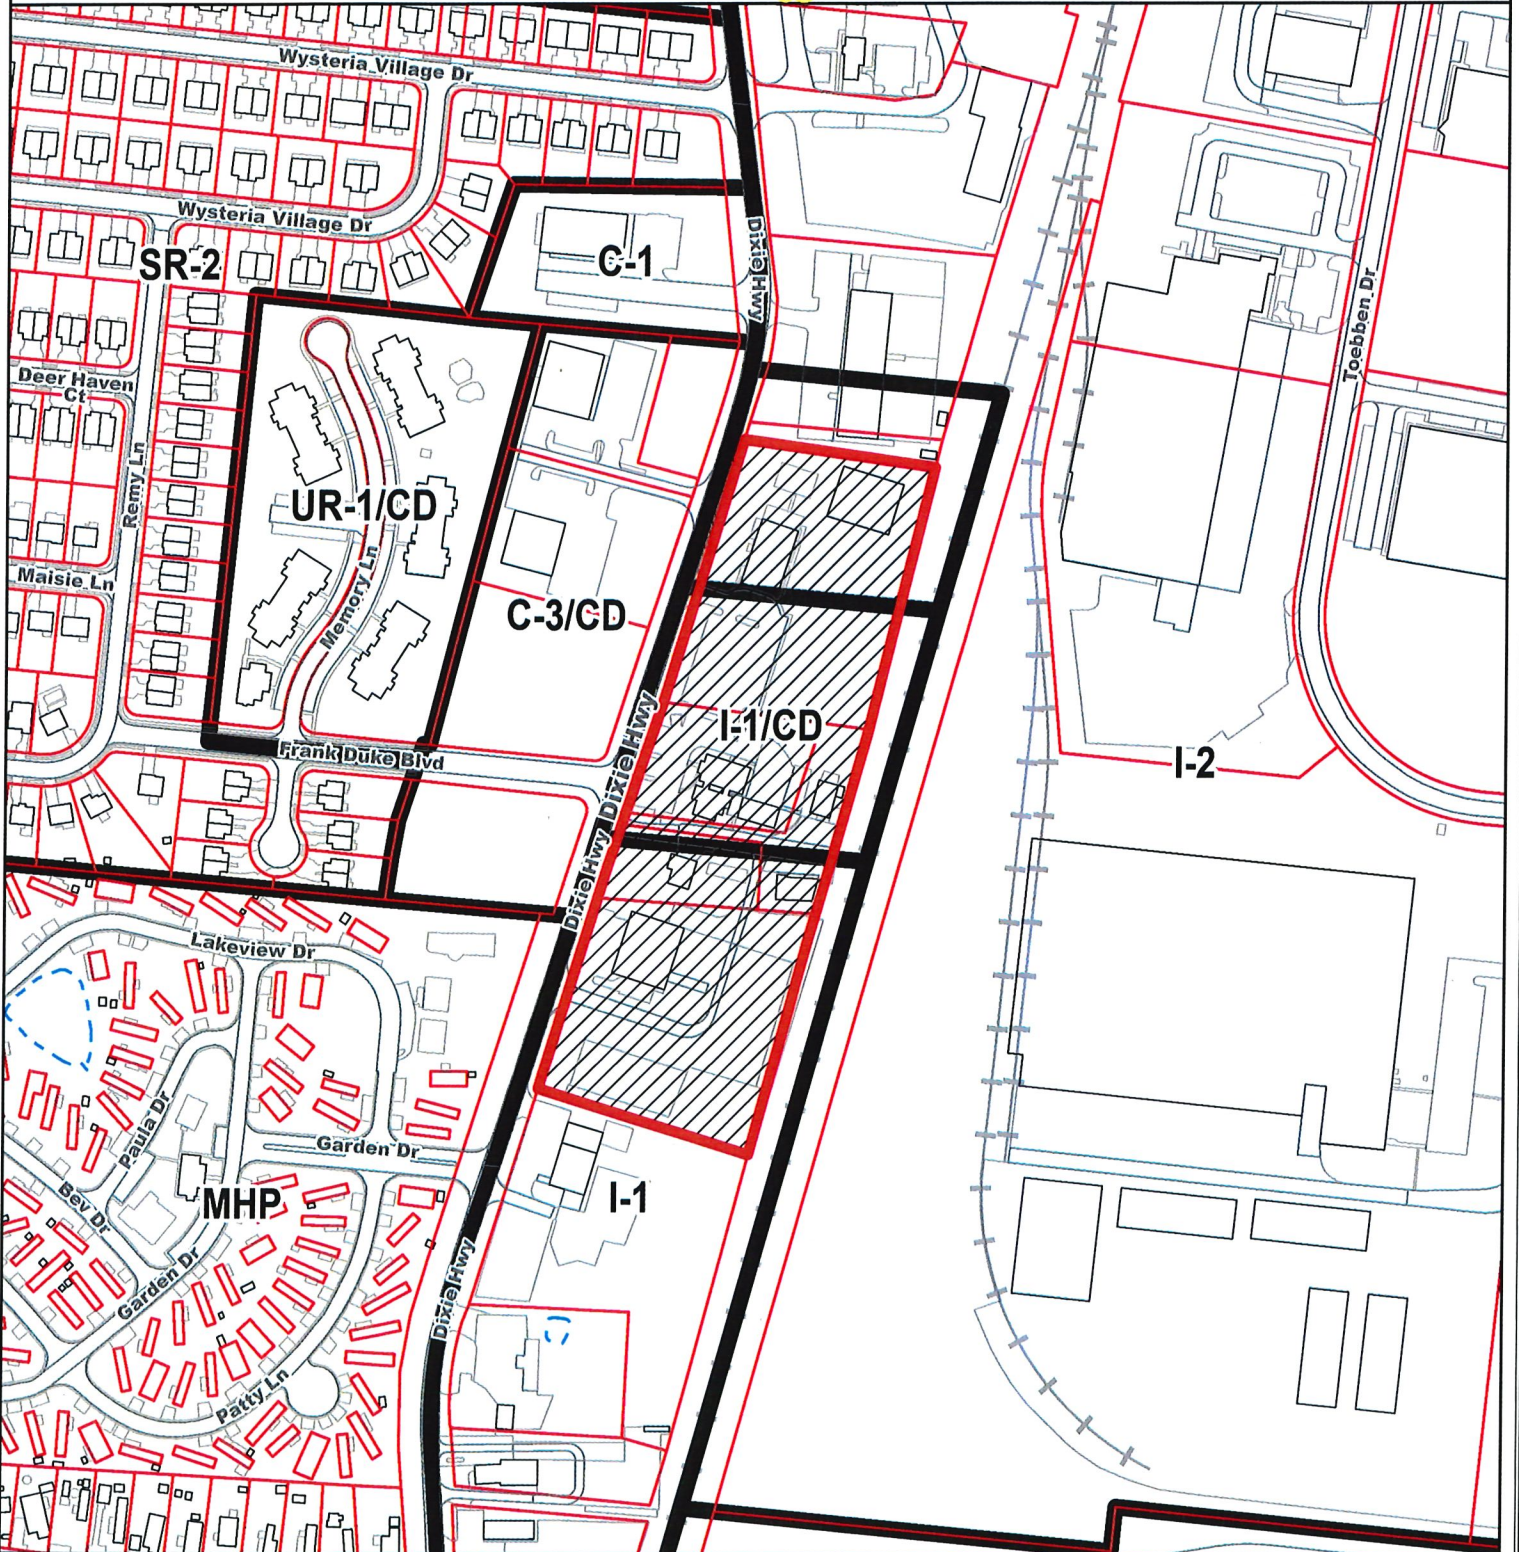 Wysteria Village Dr
Wysteria Village Dr
SR-2
C-1
Dixie Hwy
Toebben Dr
Deer Haven
Ct
Remy Ln
UR-1/CD
Maisie Ln
Memory Ln
C-3/CD
Dixie Hwy
I-1/CD
Frank Duke Blvd
I-2
Dixie Hwy
Dixie Hwy
Lakeview Dr
Paula Dr
Garden Dr
Bev Dr
MHP
I-1
Garden Dr
Dixie Hwy
Patty Ln